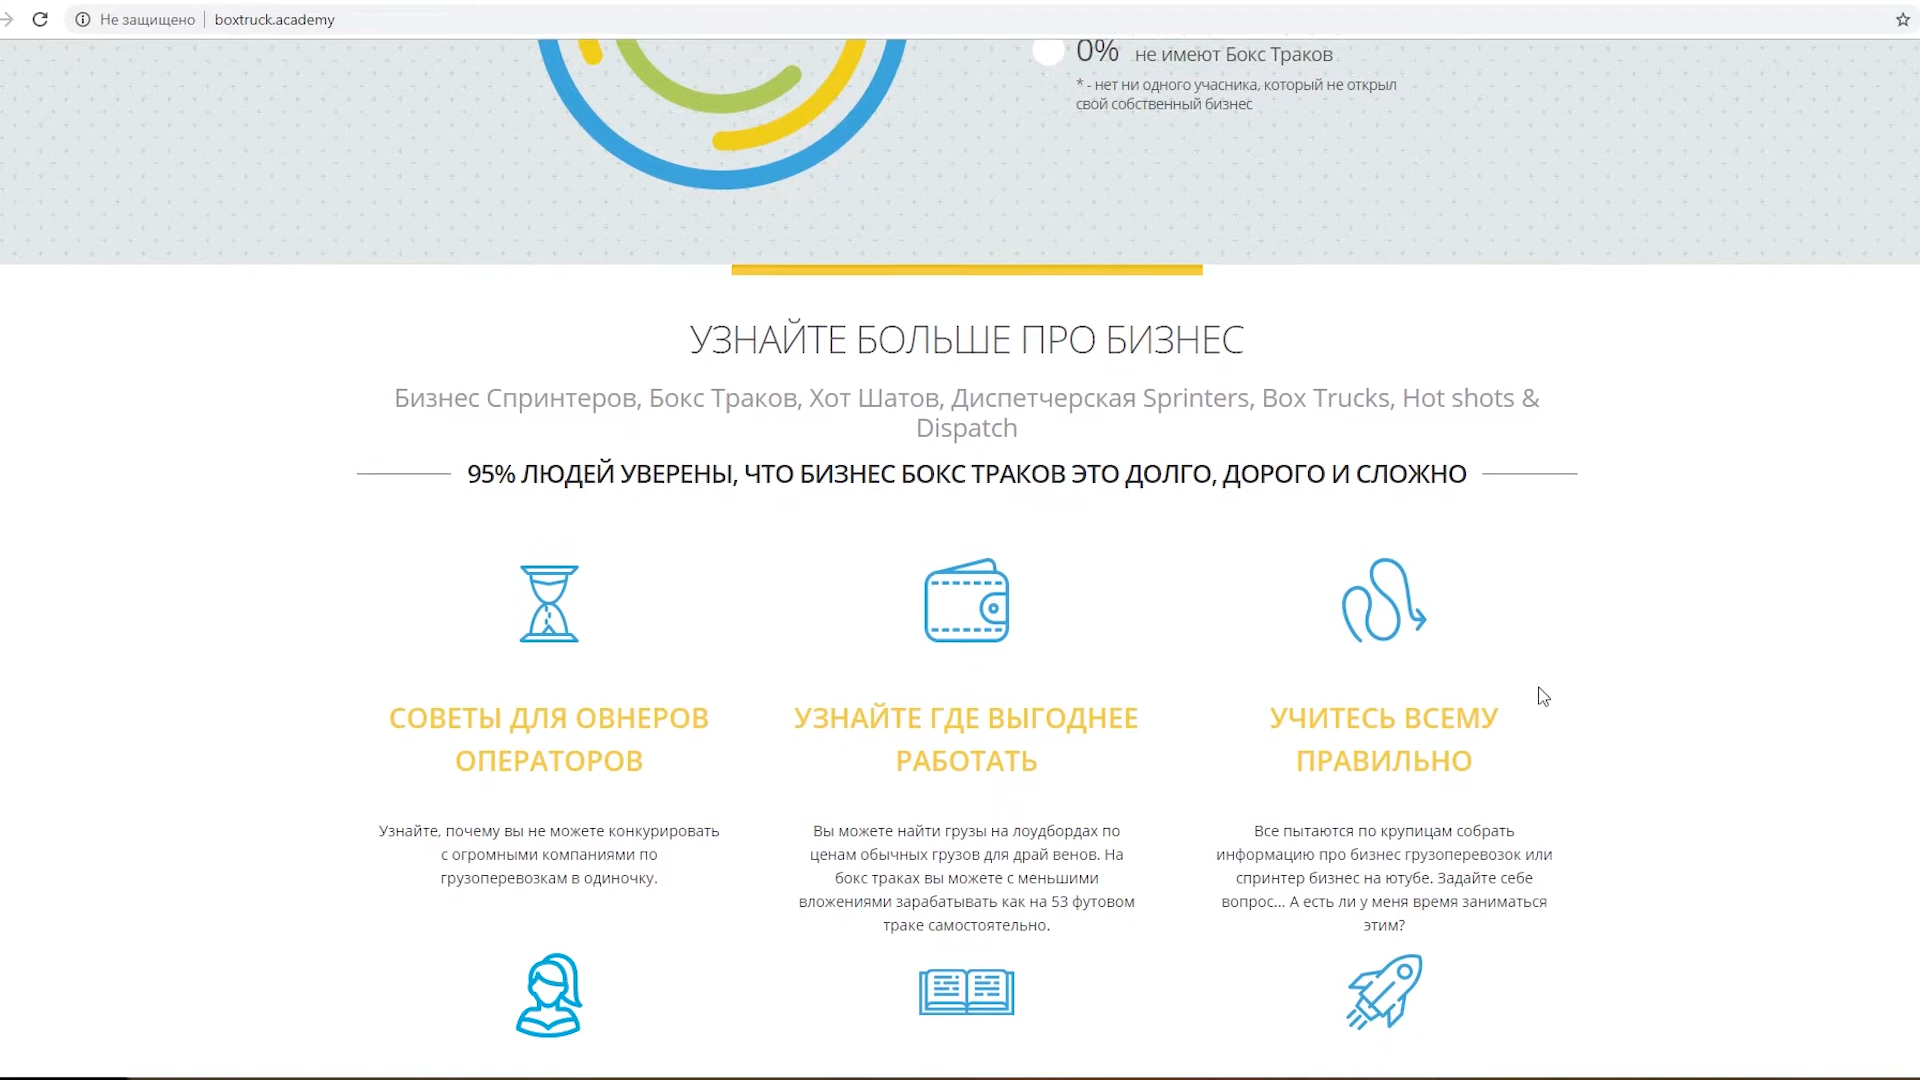 Не защищено
boxtruck.academy
0% не имеют Бокс Траков
* - нет ни одного учасника, который не открыл
свой собственный бизнес
УЗНАЙТЕ БОЛЬШЕ ПРО БИЗНЕС
Бизнес Спринтеров, Бокс Траков, Хот Шатов, Диспетчерская Sprinters, Box Trucks, Hot shots &
Dispatch
95% ЛЮДЕЙ УВЕРЕНЫ, ЧТО БИЗНЕС БОКС ТРАКОВ ЭТО ДОЛГО, ДОРОГО И СЛОЖНО
СОВЕТЫ ДЛЯ ОВНЕРОВ
ОПЕРАТОРОВ
Узнайте, почему вы не можете конкурировать
с огромными компаниями по
грузоперевозкам в одиночку.
УЗНАЙТЕ ГДЕ ВЫГОДНЕЕ
РАБОТАТЬ
Вы можете найти грузы на лоудбордах по
ценам обычных грузов для драй венов. На
бокс траках вы можете с меньшими
вложениями зарабатывать как на 53 футовом
траке самостоятельно.
УЧИТЕСЬ ВСЕМУ
ПРАВИЛЬНО
Все пытаются по крупицам собрать
информацию про бизнес грузоперевозок или
спринтер бизнес на ютубе. Задайте себе
вопрос... А есть ли у меня время заниматься
этим?